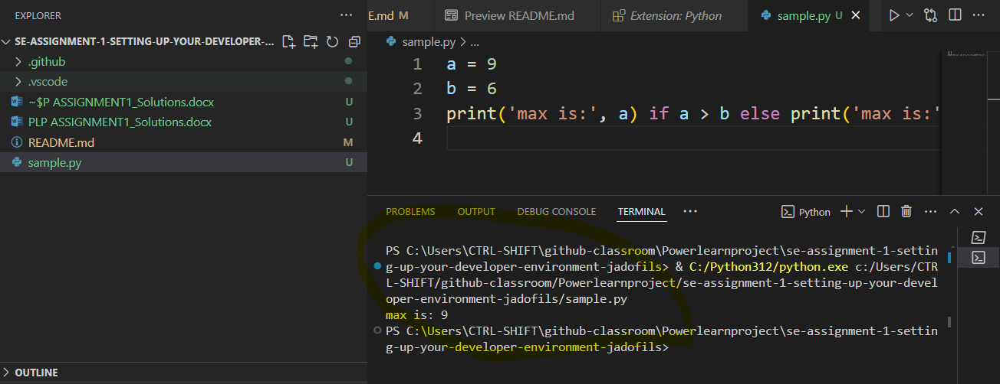 EXPLORER
SE-ASSIGNMENT-1-SETTING-UP-YOUR-DEVELOPER-...
.github
.vscode
~$P ASSIGNMENT1_Solutions.docx U
PLP ASSIGNMENT1_Solutions.docx U
README.md M
sample.py U
OUTLINE
E.md M
Preview README.md
Extension: Python
sample.py U
sample.py > ...
1 a = 9
2 b = 6
3 print('max is:', a) if a > b else print('max is:'
4
PROBLEMS OUTPUT DEBUG CONSOLE TERMINAL ...
Python
PS C:\Users\CTRL-SHIFT\github-classroom\Powerlearnproject\se-assignment-1-settin
g-up-your-developer-environment-jadofils> & C:/Python312/python.exe c:/Users/CTR
L-SHIFT/github-classroom/Powerlearnproject/se-assignment-1-setting-up-your-devel
oper-environment-jadofils/sample.py
max is: 9
PS C:\Users\CTRL-SHIFT\github-classroom\Powerlearnproject\se-assignment-1-settin
g-up-your-developer-environment-jadofils>